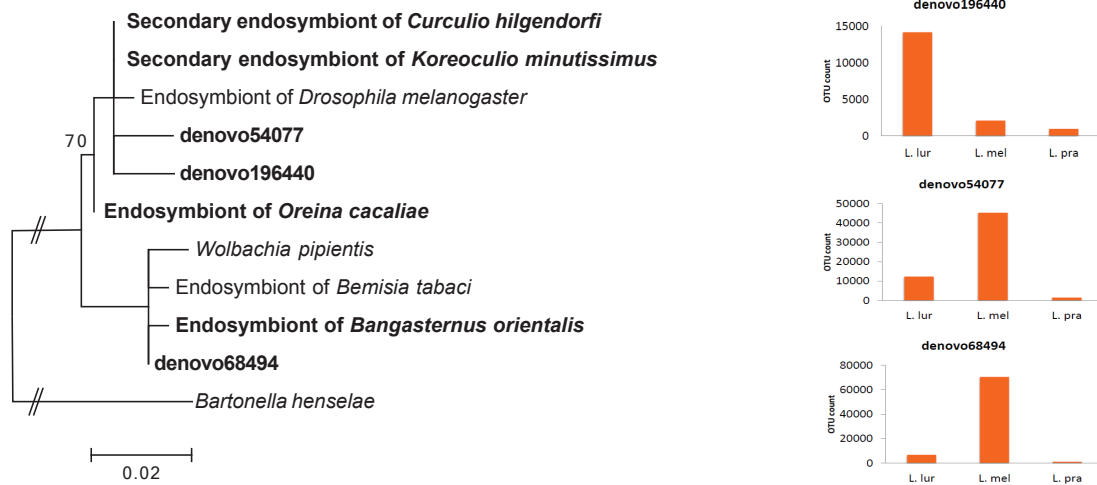 Secondary endosymbiont of Curculio hilgendorfi
Secondary endosymbiont of Koreoculio minutissimus
Endosymbiont of Drosophila melanogaster
denovo54077
70
denovo196440
Endosymbiont of Oreina cacaliae
Wolbachia pipientis
Endosymbiont of Bemisia tabaci
Endosymbiont of Bangasternus orientalis
denovo68494
Bartonella henselae
0.02
denovo196440
OTU count
15000
10000
5000
0
L. lur L. mel L. pra
denovo54077
OTU count
50000
40000
30000
20000
10000
0
L. lur L. mel L. pra
denovo68494
OTU count
80000
60000
40000
20000
0
L. lur L. mel L. pra